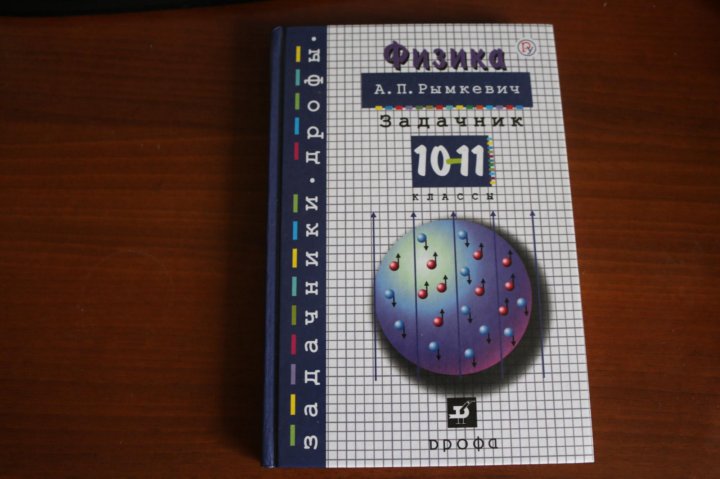 задачники. дрофы.
Физика
А. П. Рымкевич
Задачник
10-11
классы
Дрофа